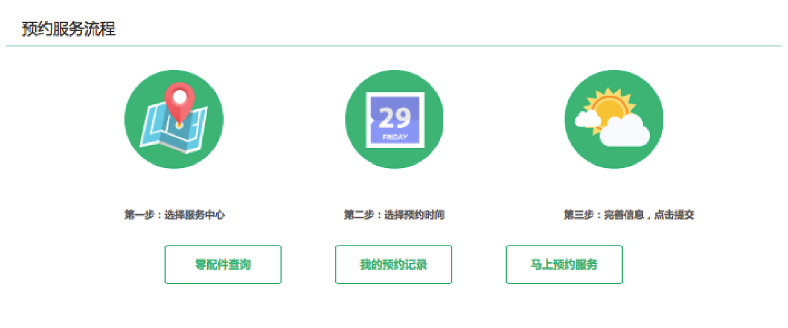 预约服务流程
29
FRIDAY
第一步：选择服务中心
第二步：选择预约时间
第三步：完善信息，点击提交
零配件查询
我的预约记录
马上预约服务